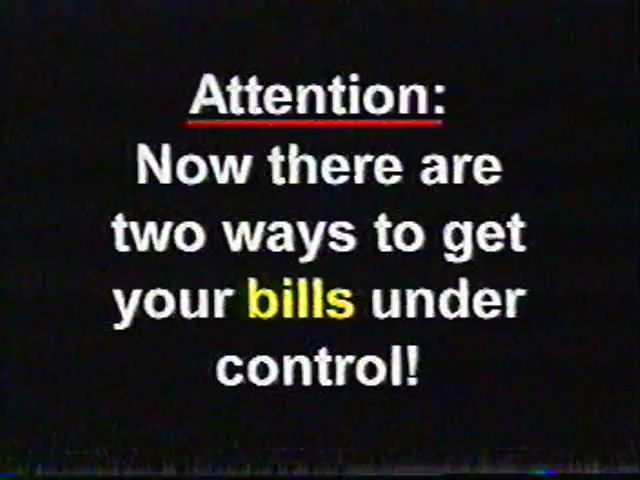 Attention:
Now there are
two ways to get
your bills under
control!